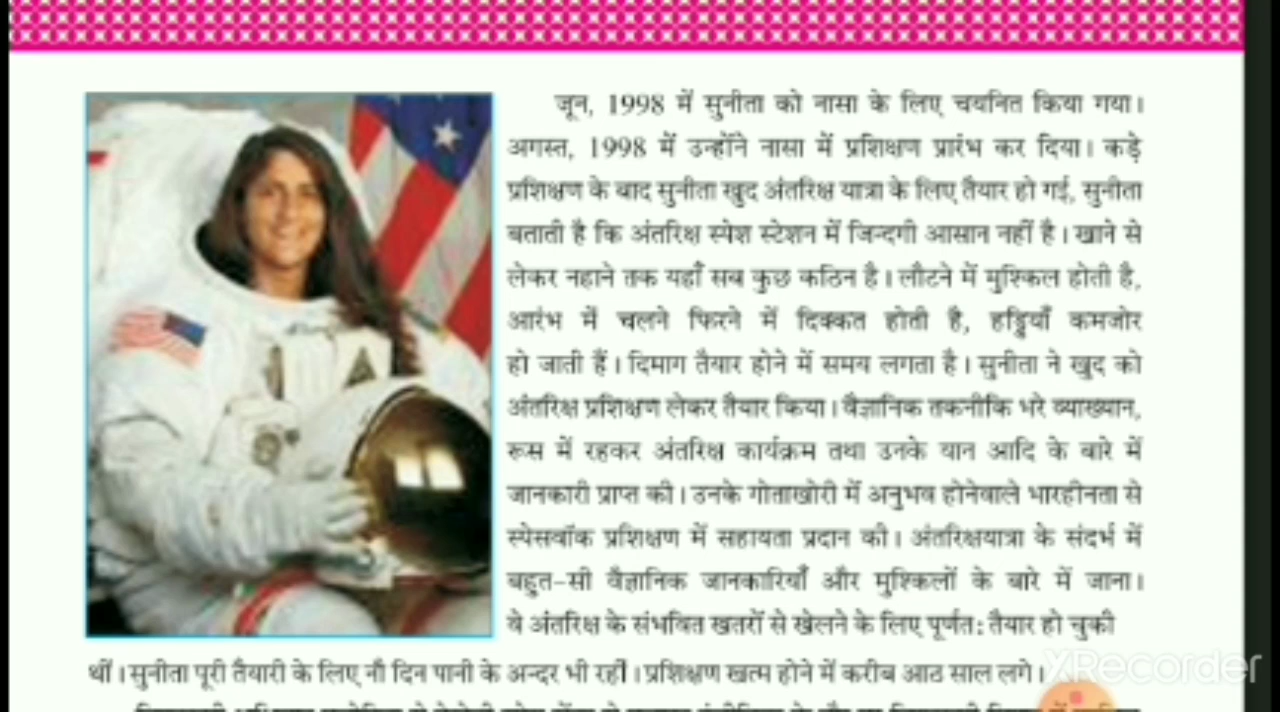 जून, 1998 में सुनीता को नासा के लिए चयनित किया गया।
अगस्त, 1998 में उन्होंने नासा में प्रशिक्षण प्रारंभ कर दिया। कड़े
प्रशिक्षण के बाद सुनीता खुद अंतरिक्ष यात्रा के लिए तैयार हो गई, सुनीता
बताती है कि अंतरिक्ष स्पेश स्टेशन में जिन्दगी आसान नहीं है। खाने से
लेकर नहाने तक यहाँ सब कुछ कठिन है। लौटने में मुश्किल होती है,
आरंभ में चलने फिरने में दिक्कत होती है, हड्डियाँ कमजोर
हो जाती हैं। दिमाग तैयार होने में समय लगता है। सुनीता ने खुद को
अंतरिक्ष प्रशिक्षण लेकर तैयार किया। वैज्ञानिक तकनीकि भरे व्याख्यान,
रूस में रहकर अंतरिक्ष कार्यक्रम तथा उनके यान आदि के बारे में
जानकारी प्राप्त की। उनके गोताखोरी में अनुभव होनेवाले भारहीनता से
स्पेसवॉक प्रशिक्षण में सहायता प्रदान की। अंतरिक्षयात्रा के संदर्भ में
बहुत-सी वैज्ञानिक जानकारियाँ और मुश्किलों के बारे में जाना।
वे अंतरिक्ष के संभवित खतरों से खेलने के लिए पूर्णत: तैयार हो चुकी
थीं। सुनीता पूरी तैयारी के लिए नौ दिन पानी के अन्दर भी रहीं। प्रशिक्षण खत्म होने में करीब आठ साल लगे।
XRecorder